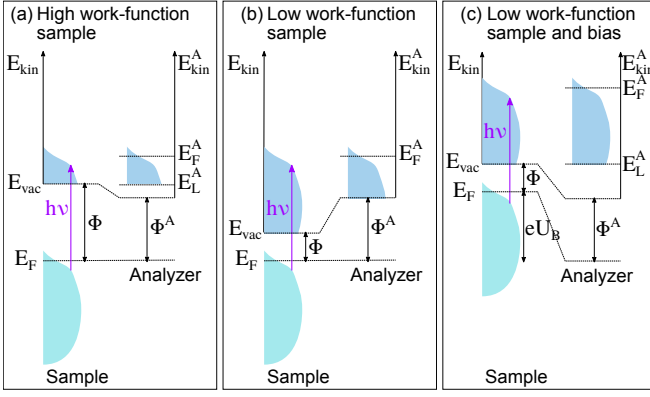 (a) High work-function
sample
E_kin
E^A_kin
E^A_F
E^A_L
E_vac
hν
Φ
Φ^A
E_F
Analyzer
Sample
(b) Low work-function
sample
E_kin
E^A_kin
E^A_F
hν
Φ^A
E_vac
Φ
E_F
Analyzer
Sample
(c) Low work-function
sample and bias
E_kin
E^A_kin
E^A_F
hν
E_vac
E^A_L
Φ
E_F
eU_B
Φ^A
Analyzer
Sample